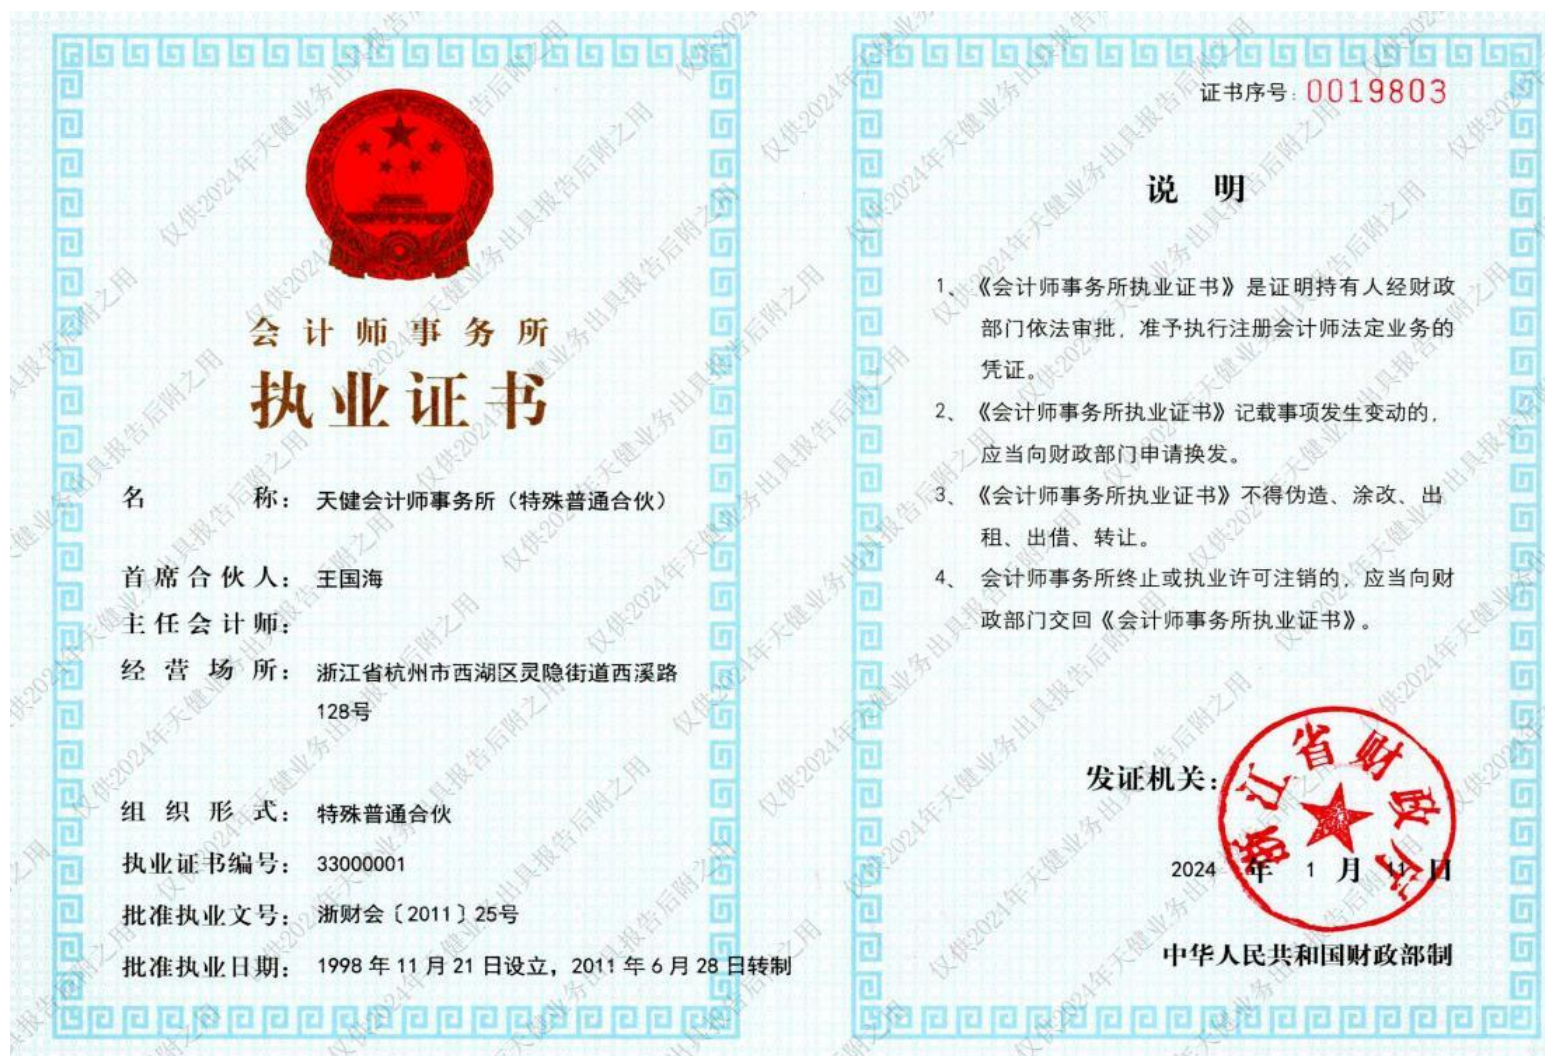 会计师事务所
执业证书
名称：天健会计师事务所（特殊普通合伙）
首席合伙人：王国海
主任会计师：
经营场所：浙江省杭州市西湖区灵隐街道西溪路
128号
组织形式：特殊普通合伙
执业证书编号：33000001
批准执业文号：浙财会〔2011〕25号
批准执业日期：1998年11月21日设立，2011年6月28日转制
证书序号：0019803
说明
1、《会计师事务所执业证书》是证明持有人经财政
部门依法审批，准予执行注册会计师法定业务的
凭证。
2、《会计师事务所执业证书》记载事项发生变动的，
应当向财政部门申请换发。
3、《会计师事务所执业证书》不得伪造、涂改、出
租、出借、转让。
4、会计师事务所终止或执业许可注销的，应当向财
政部门交回《会计师事务所执业证书》。
发证机关：
浙江省财政厅
2024年1月11日
中华人民共和国财政部制
仅供2024年天健业务出具报告后附之用